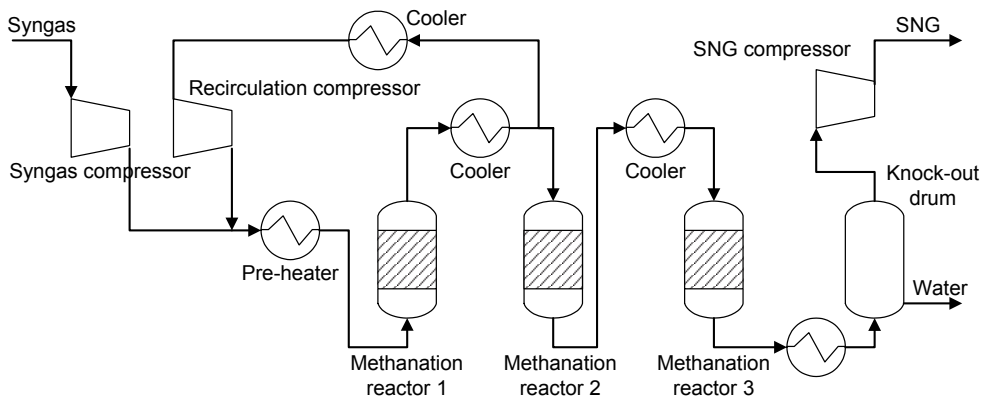 Syngas
Cooler
SNG
SNG compressor
Recirculation compressor
Syngas compressor
Cooler
Cooler
Knock-out
drum
Pre-heater
Water
Methanation
reactor 1
Methanation
reactor 2
Methanation
reactor 3